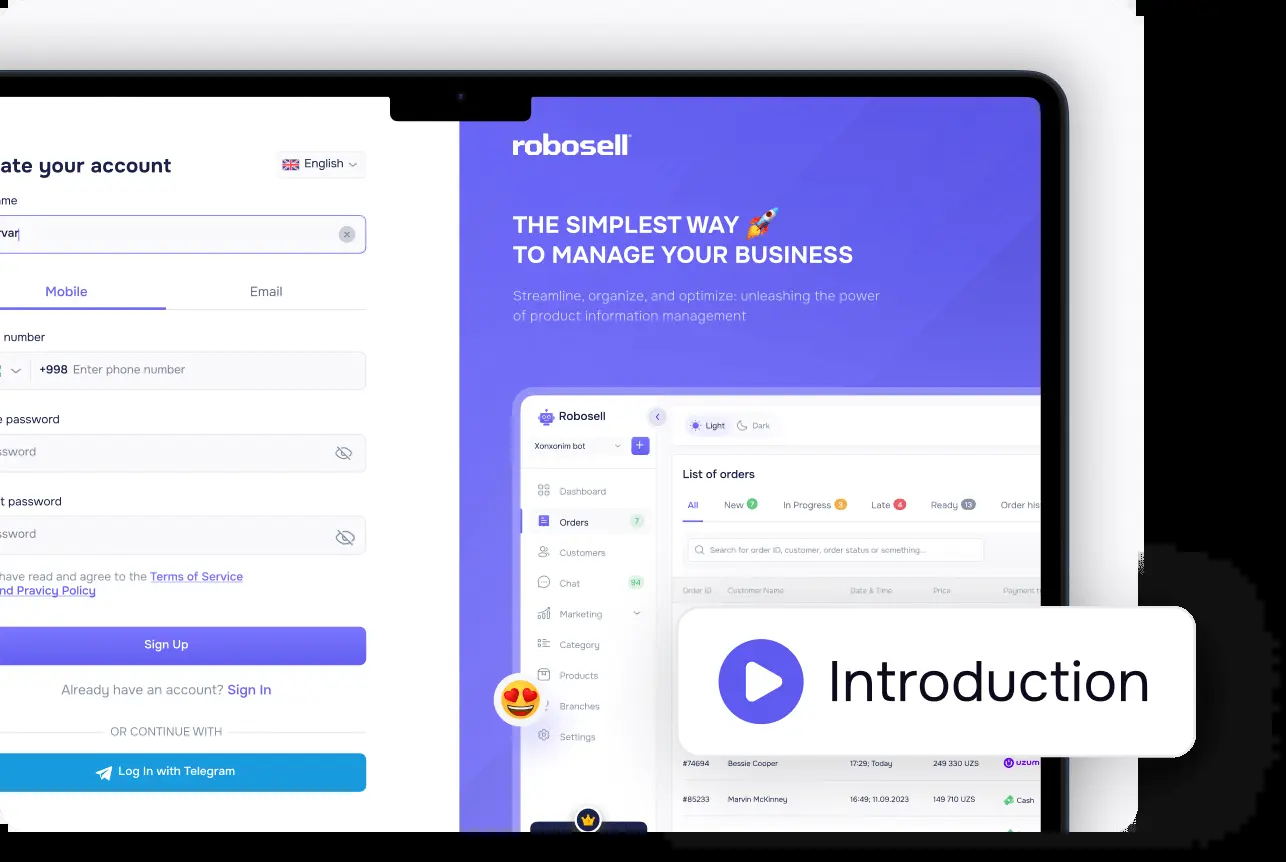 ate your account
English
ame
rvar
Mobile
Email
number
+998 Enter phone number
e password
ssword
t password
sword
have read and agree to the Terms of Service
nd Pravicy Policy
Sign Up
Already have an account? Sign In
OR CONTINUE WITH
Log In with Telegram
robosell
THE SIMPLEST WAY 🚀
TO MANAGE YOUR BUSINESS
Streamline, organize, and optimize: unleashing the power
of product information management
Robosell
Xonxonim bot
+
Dashboard
Orders 7
Customers
Chat 94
Marketing
Category
Products
Branches
Settings
Light
Dark
List of orders
All
New 7
In Progress 3
Late 4
Ready 13
Order his
Search for order ID, customer, order status or something...
Order ID Customer Name Date & Time Price Payment t
Introduction
#74694 Bessie Cooper 17:29; Today 249 330 UZS uzum
#85233 Marvin McKinney 16:49; 11.09.2023 149 710 UZS Cash